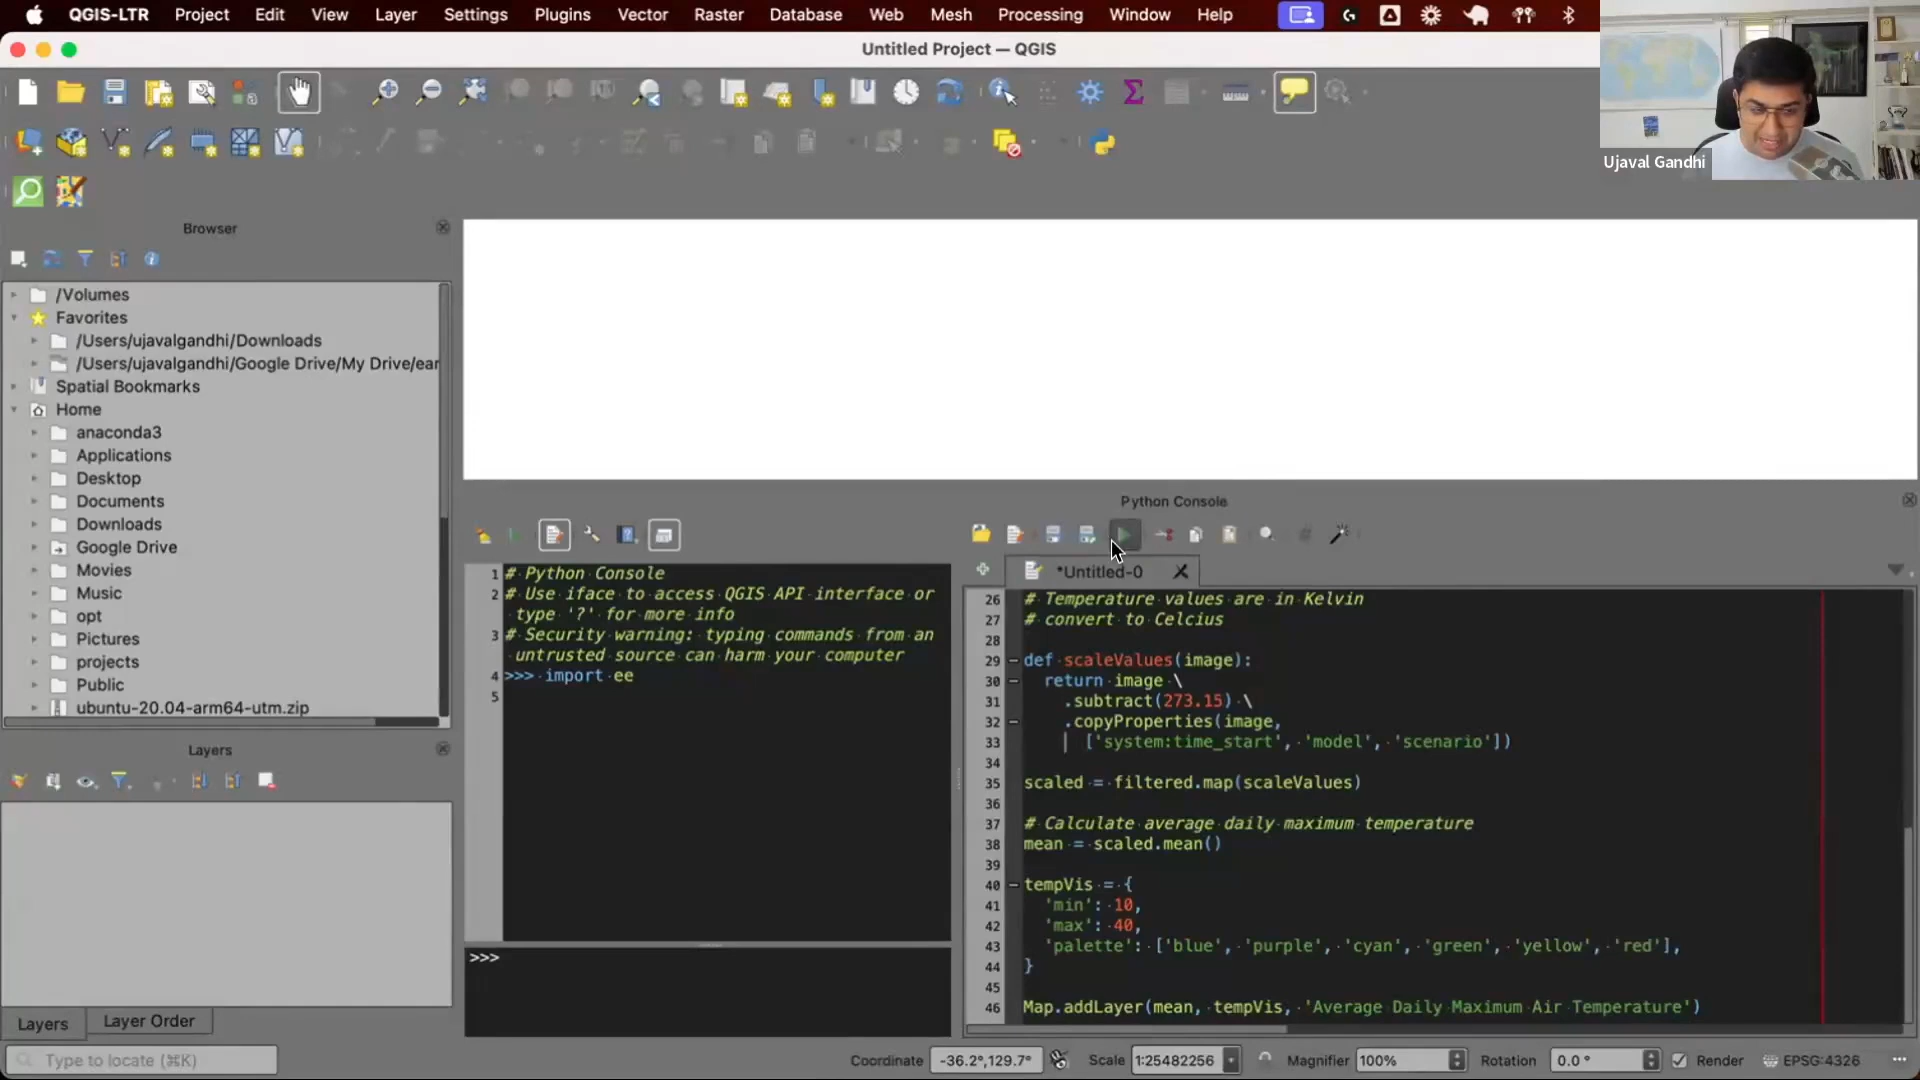 QGIS-LTR Project Edit View Layer Settings Plugins Vector Raster Database Web Mesh Processing Window Help
Untitled Project — QGIS
Ujaval Gandhi
Browser
/Volumes
Favorites
/Users/ujavalgandhi/Downloads
/Users/ujavalgandhi/Google Drive/My Drive/ear
Spatial Bookmarks
Home
anaconda3
Applications
Desktop
Documents
Downloads
Google Drive
Movies
Music
opt
Pictures
projects
Public
ubuntu-20.04-arm64-utm.zip
Layers
Layers Layer Order
Type to locate (⌘K)
Python Console
1 # Python Console
2 # Use iface to access QGIS API interface or
type '?' for more info
3 # Security warning: typing commands from an
untrusted source can harm your computer
4 >>> import ee
5
>>>
*Untitled-0
26 # Temperature values are in Kelvin
27 # convert to Celcius
28
29 def scaleValues(image):
30 return image \
31 .subtract(273.15) \
32 .copyProperties(image,
33 ['system:time_start', 'model', 'scenario'])
34
35 scaled = filtered.map(scaleValues)
36
37 # Calculate average daily maximum temperature
38 mean = scaled.mean()
39
40 tempVis = {
41 'min': 10,
42 'max': 40,
43 'palette': ['blue', 'purple', 'cyan', 'green', 'yellow', 'red'],
44 }
45
46 Map.addLayer(mean, tempVis, 'Average Daily Maximum Air Temperature')
Coordinate -36.2°,129.7° Scale 1:25482256 Magnifier 100% Rotation 0.0 ° Render EPSG:4326